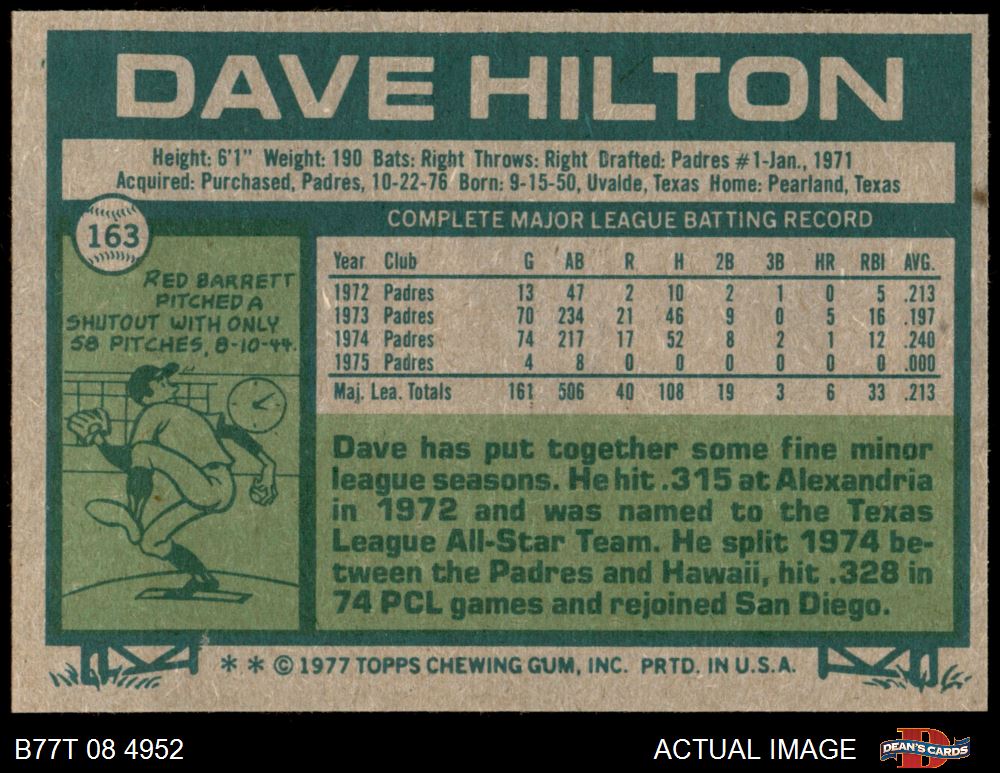 DAVE HILTON
Height: 6'1" Weight: 190 Bats: Right Throws: Right Drafted: Padres #1-Jan., 1971
Acquired: Purchased, Padres, 10-22-76 Born: 9-15-50, Uvalde, Texas Home: Pearland, Texas
163
RED BARRETT
PITCHED A
SHUTOUT WITH ONLY
58 PITCHES, 8-10-44.
COMPLETE MAJOR LEAGUE BATTING RECORD
Year Club G AB R H 2B 3B HR RBI AVG.
1972 Padres 13 47 2 10 2 1 0 5 .213
1973 Padres 70 234 21 46 9 0 5 16 .197
1974 Padres 74 217 17 52 8 2 1 12 .240
1975 Padres 4 8 0 0 0 0 0 0 .000
Maj. Lea. Totals 161 506 40 108 19 3 6 33 .213
Dave has put together some fine minor
league seasons. He hit .315 at Alexandria
in 1972 and was named to the Texas
League All-Star Team. He split 1974 be-
tween the Padres and Hawaii, hit .328 in
74 PCL games and rejoined San Diego.
* * © 1977 TOPPS CHEWING GUM, INC. PRTD. IN U.S.A.
B77T 08 4952
ACTUAL IMAGE
DEAN'S CARDS